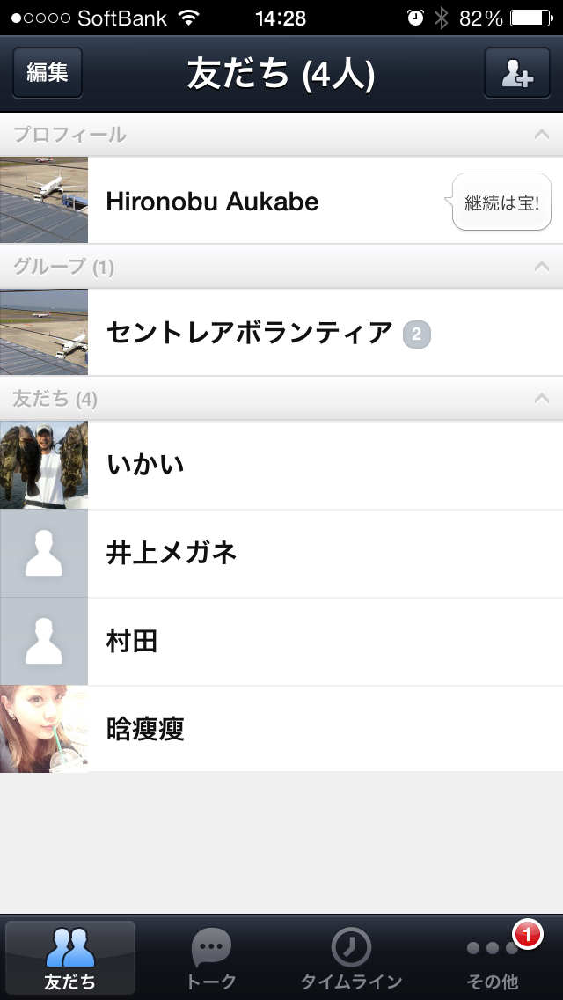 SoftBank 14:28 82%
編集 友だち (4人)
プロフィール
Hironobu Aukabe 継続は宝!
グループ (1)
セントレアボランティア 2
友だち (4)
いかい
井上メガネ
村田
晗瘦瘦
1
友だち トーク タイムライン その他